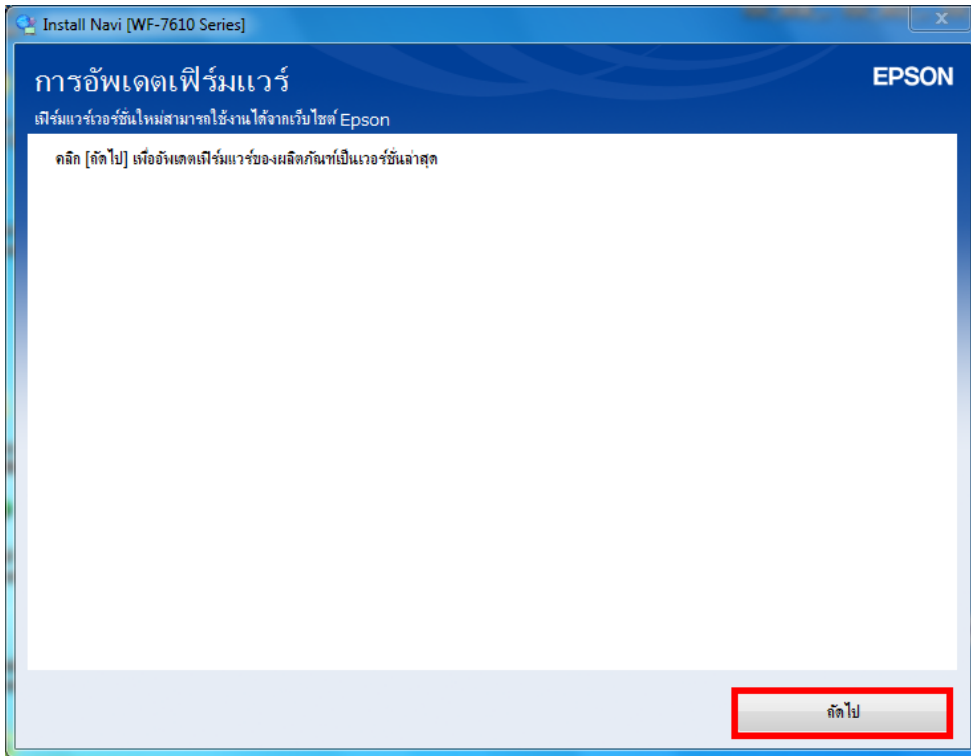 Install Navi [WF-7610 Series]
x
การอัพเดตเฟิร์มแวร์
EPSON
เฟิร์มแวร์เวอร์ชั่นใหม่สามารถใช้งานได้จากเว็บไซต์ Epson
คลิก [ถัดไป] เพื่ออัพเดตเฟิร์มแวร์ของผลิตภัณฑ์เป็นเวอร์ชั่นล่าสุด
ถัดไป